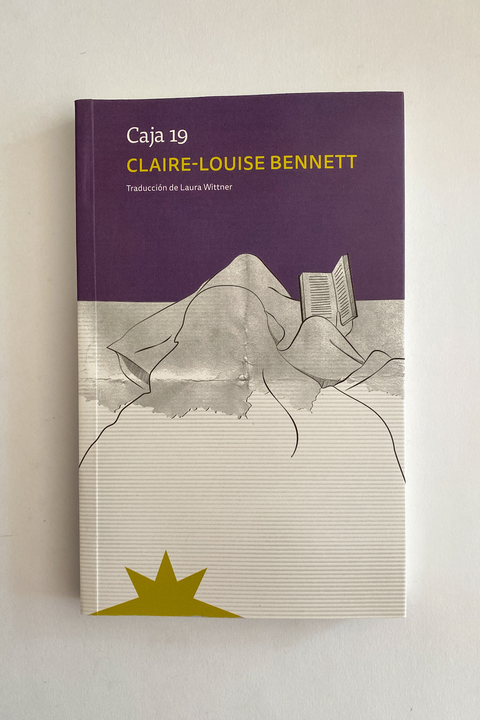 Caja 19
CLAIRE-LOUISE BENNETT
Traducción de Laura Wittner